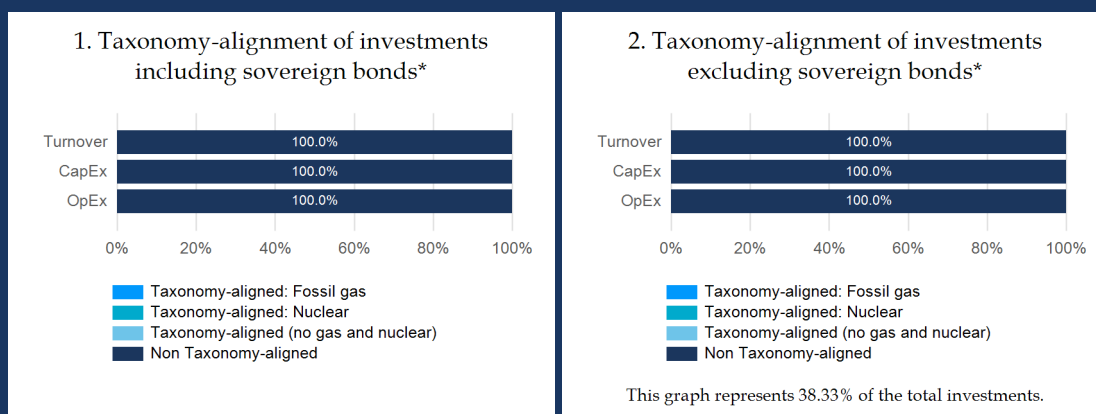 1. Taxonomy-alignment of investments
including sovereign bonds*
Turnover 100.0%
CapEx 100.0%
OpEx 100.0%
0% 20% 40% 60% 80% 100%
Taxonomy-aligned: Fossil gas
Taxonomy-aligned: Nuclear
Taxonomy-aligned (no gas and nuclear)
Non Taxonomy-aligned
2. Taxonomy-alignment of investments
excluding sovereign bonds*
Turnover 100.0%
CapEx 100.0%
OpEx 100.0%
0% 20% 40% 60% 80% 100%
Taxonomy-aligned: Fossil gas
Taxonomy-aligned: Nuclear
Taxonomy-aligned (no gas and nuclear)
Non Taxonomy-aligned
This graph represents 38.33% of the total investments.